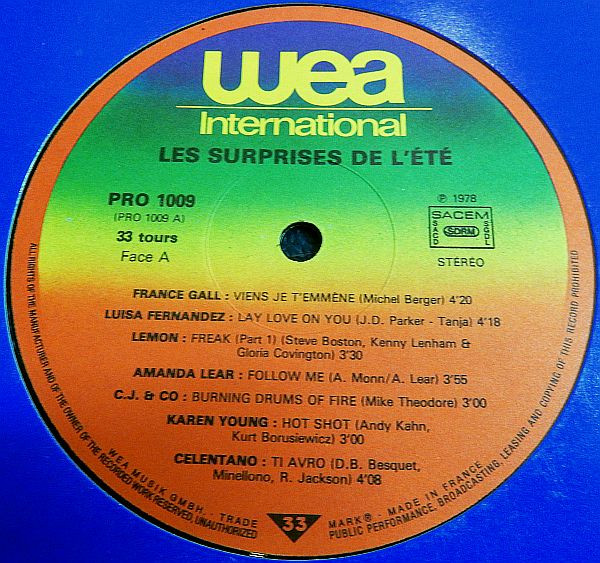 wea
International
LES SURPRISES DE L'ÉTÉ
PRO 1009
(PRO 1009 A)
33 tours
Face A
℗ 1978
SACEM
SACD SDRM SGDL
STÉRÉO
FRANCE GALL : VIENS JE T'EMMÈNE (Michel Berger) 4'20
LUISA FERNANDEZ : LAY LOVE ON YOU (J.D. Parker - Tanja) 4'18
LEMON : FREAK (Part 1) (Steve Boston, Kenny Lenham &
Gloria Covington) 3'30
AMANDA LEAR : FOLLOW ME (A. Monn/A. Lear) 3'55
C.J. & CO : BURNING DRUMS OF FIRE (Mike Theodore) 3'00
KAREN YOUNG : HOT SHOT (Andy Kahn,
Kurt Borusiewicz) 3'00
CELENTANO : TI AVRO (D.B. Besquet,
Minellono, R. Jackson) 4'08
33
ALL RIGHTS OF THE MANUFACTURER AND OF THE OWNER OF THE RECORDED WORK RESERVED, UNAUTHORIZED
PUBLIC PERFORMANCE, BROADCASTING, LEASING AND COPYING OF THIS RECORD PROHIBITED
WEA MUSIK GMBH. - TRADE
MARK® - MADE IN FRANCE